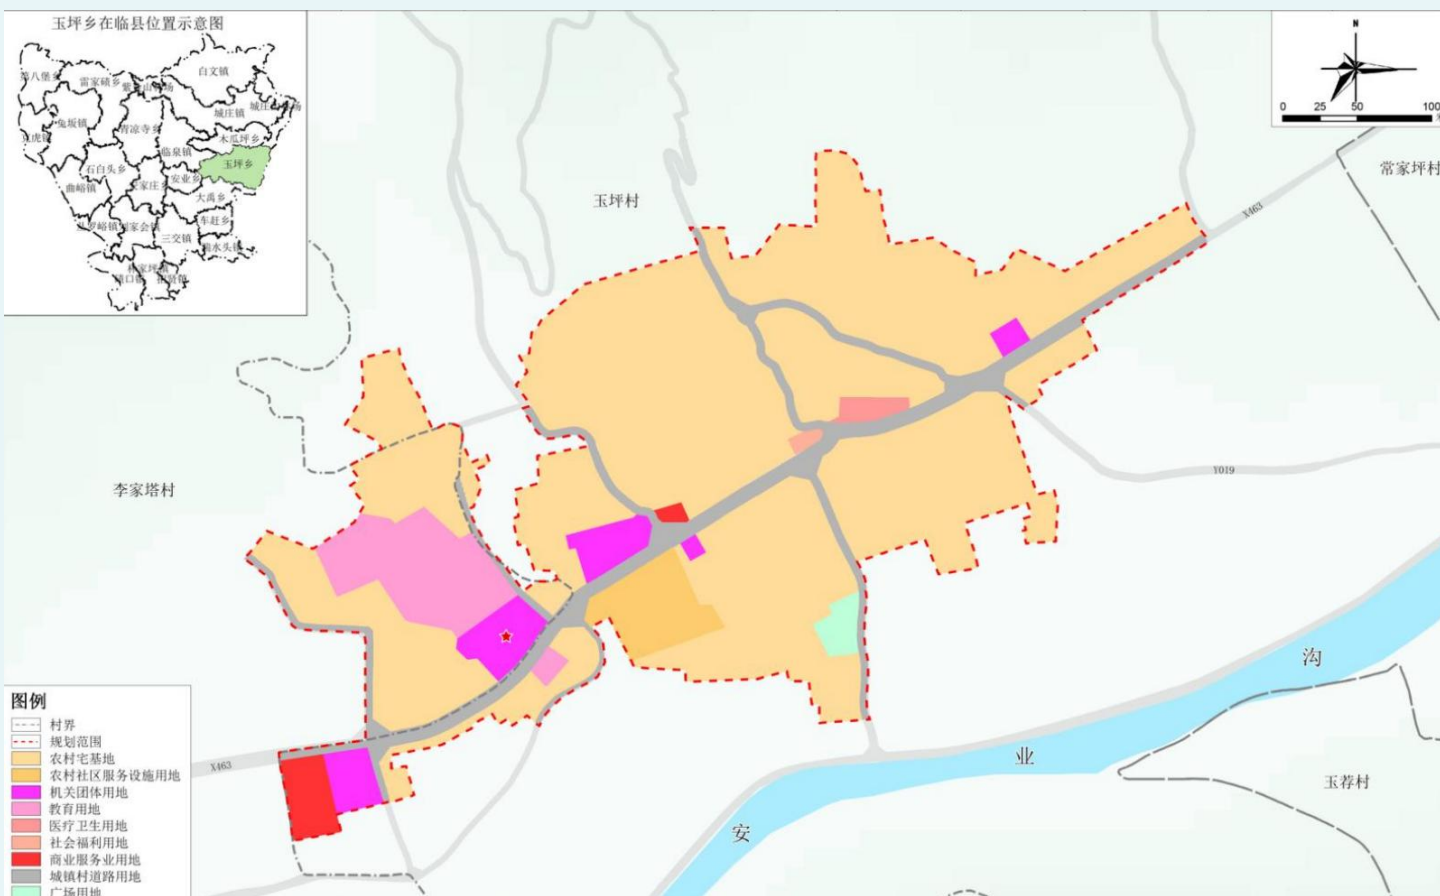 玉坪乡在临县位置示意图
白文镇
雷家碛乡
城庄镇
兔坂镇
青凉寺乡
木瓜坪乡
临泉镇
玉坪乡
石白头乡
安业乡
曲峪镇
大禹乡
车赶乡
三交镇
N
0 25 50 100
常家坪村
玉坪村
X463
Y019
李家塔村
沟
业
安
玉荐村
X463
图例
村界
规划范围
农村宅基地
农村社区服务设施用地
机关团体用地
教育用地
医疗卫生用地
社会福利用地
商业服务业用地
城镇村道路用地
广场用地